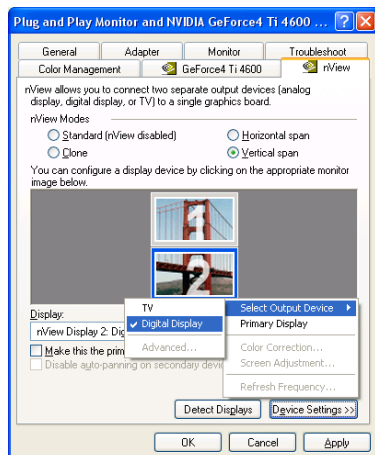 Plug and Play Monitor and NVIDIA GeForce4 Ti 4600 ...
General Adapter Monitor Troubleshoot
Color Management GeForce4 Ti 4600 nView
nView allows you to connect two separate output devices (analog
display, digital display, or TV) to a single graphics board.
nView Modes
Standard (nView disabled) Horizontal span
Clone Vertical span
You can configure a display device by clicking on the appropriate monitor
image below.
1
2
Display:
nView Display 2: Dig
Make this the prim
Disable auto-panning on secondary devic
TV
Digital Display
Advanced...
Select Output Device
Primary Display
Color Correction...
Screen Adjustment...
Refresh Frequency...
Detect Displays Device Settings >>
OK Cancel Apply